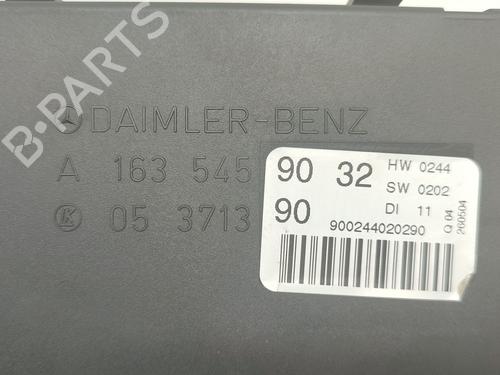 B-PARTS
DAIMLER-BENZ
A 163 545 90 32
LK 05 3713 90
HW 0244
SW 0202
DI 11
900244020290
Q 04
260504